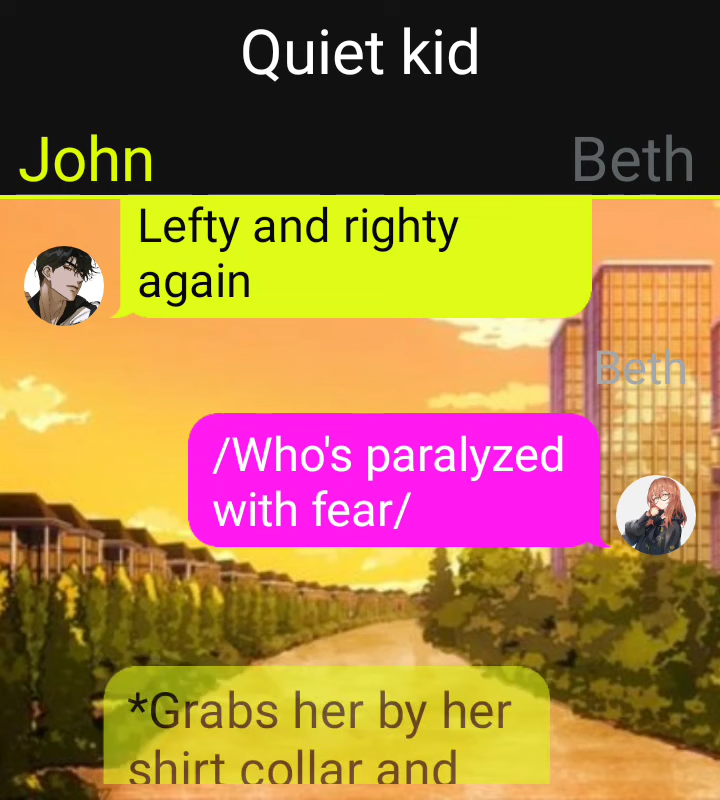 Quiet kid
John Beth
Lefty and righty
again
Beth
/Who's paralyzed
with fear/
*Grabs her by her
shirt collar and